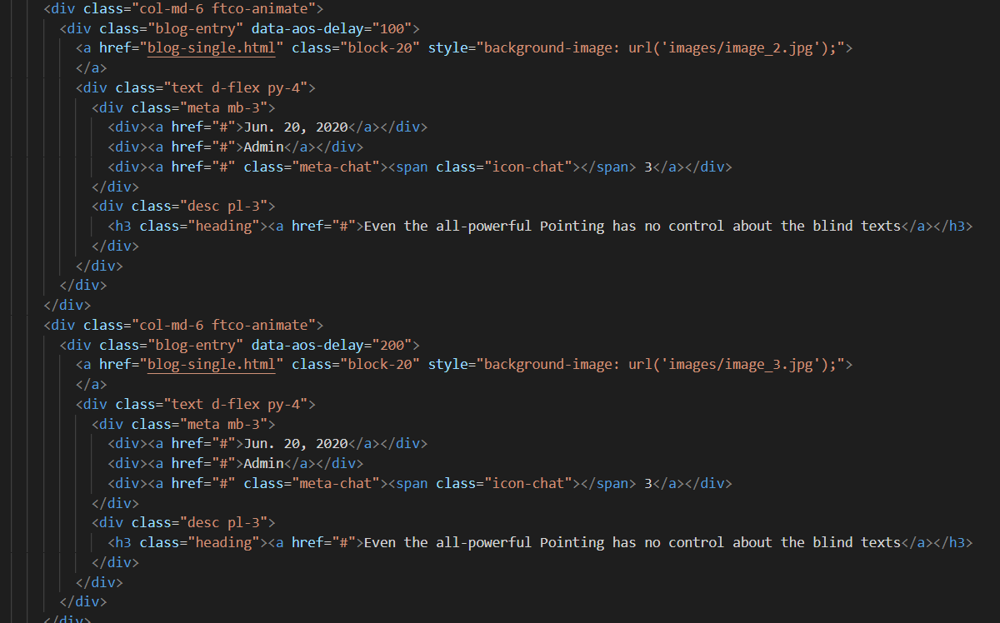 <div class="col-md-6 ftco-animate">
<div class="blog-entry" data-aos-delay="100">
<a href="blog-single.html" class="block-20" style="background-image: url('images/image_2.jpg');">
</a>
<div class="text d-flex py-4">
<div class="meta mb-3">
<div><a href="#">Jun. 20, 2020</a></div>
<div><a href="#">Admin</a></div>
<div><a href="#" class="meta-chat"><span class="icon-chat"></span> 3</a></div>
</div>
<div class="desc pl-3">
<h3 class="heading"><a href="#">Even the all-powerful Pointing has no control about the blind texts</a></h3>
</div>
</div>
</div>
</div>
<div class="col-md-6 ftco-animate">
<div class="blog-entry" data-aos-delay="200">
<a href="blog-single.html" class="block-20" style="background-image: url('images/image_3.jpg');">
</a>
<div class="text d-flex py-4">
<div class="meta mb-3">
<div><a href="#">Jun. 20, 2020</a></div>
<div><a href="#">Admin</a></div>
<div><a href="#" class="meta-chat"><span class="icon-chat"></span> 3</a></div>
</div>
<div class="desc pl-3">
<h3 class="heading"><a href="#">Even the all-powerful Pointing has no control about the blind texts</a></h3>
</div>
</div>
</div>
</div>